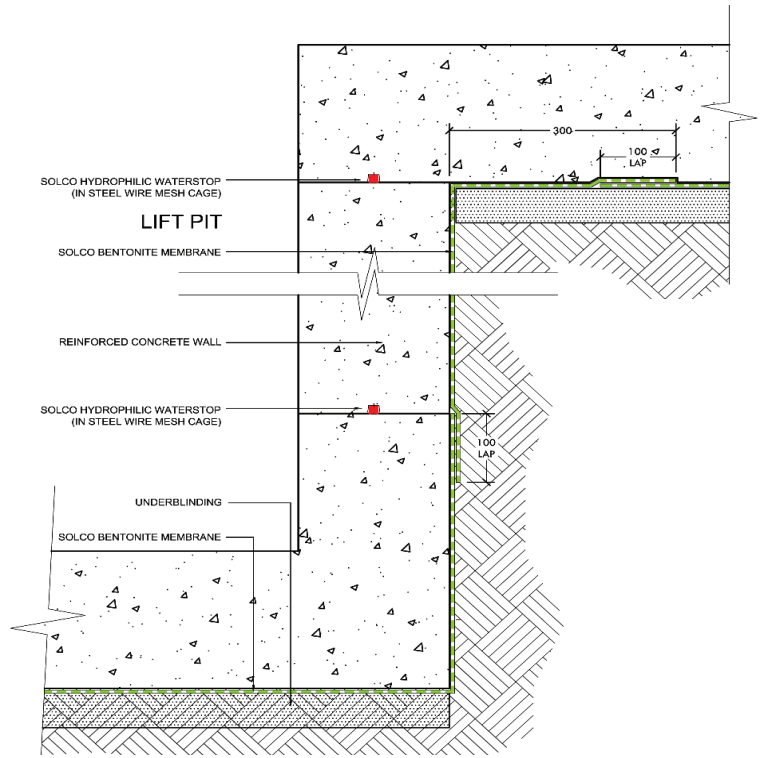 300
100
LAP
SOLCO HYDROPHILIC WATERSTOP
(IN STEEL WIRE MESH CAGE)
LIFT PIT
SOLCO BENTONITE MEMBRANE
REINFORCED CONCRETE WALL
SOLCO HYDROPHILIC WATERSTOP
(IN STEEL WIRE MESH CAGE)
100
LAP
UNDERBLINDING
SOLCO BENTONITE MEMBRANE